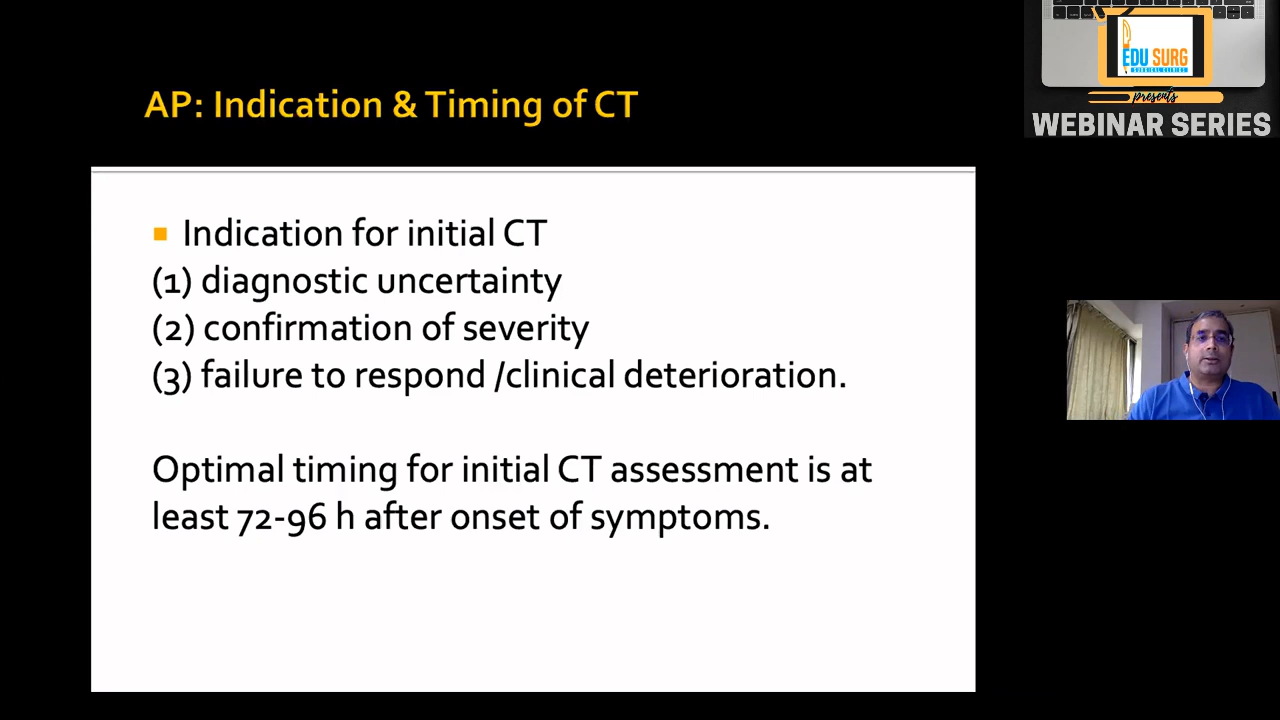 AP: Indication & Timing of CT
EDU SURG
SURGICAL CLINICS
presents
WEBINAR SERIES
Indication for initial CT
(1) diagnostic uncertainty
(2) confirmation of severity
(3) failure to respond /clinical deterioration.
Optimal timing for initial CT assessment is at
least 72-96 h after onset of symptoms.